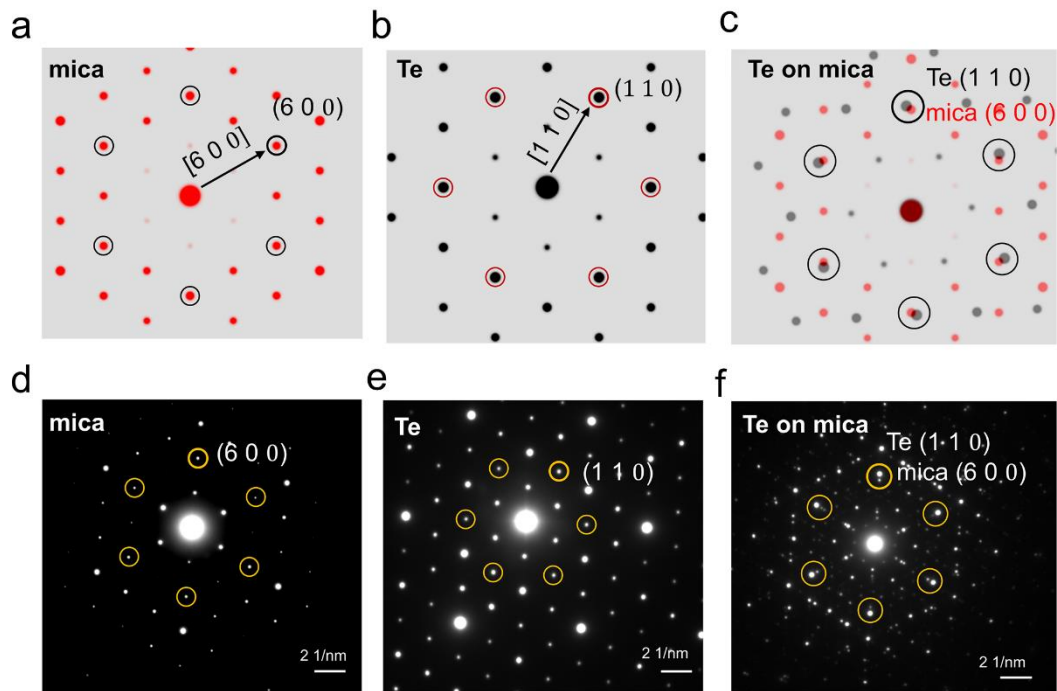 a
mica
(6 0 0)
[6 0 0]
b
Te
(1 1 0)
[1 1 0]
c
Te on mica
Te (1 1 0)
mica (6 0 0)
d
mica
(6 0 0)
2 1/nm
e
Te
(1 1 0)
2 1/nm
f
Te on mica
Te (1 1 0)
mica (6 0 0)
2 1/nm